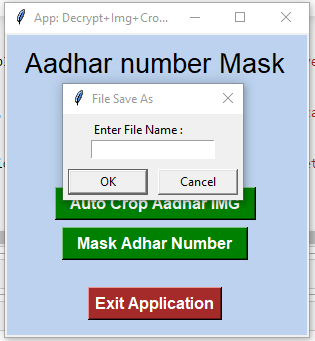 App: Decrypt+Img+Cro...
Aadhar number Mask
File Save As
Enter File Name :
OK Cancel
Auto Crop Aadhar IMG
Mask Adhar Number
Exit Application